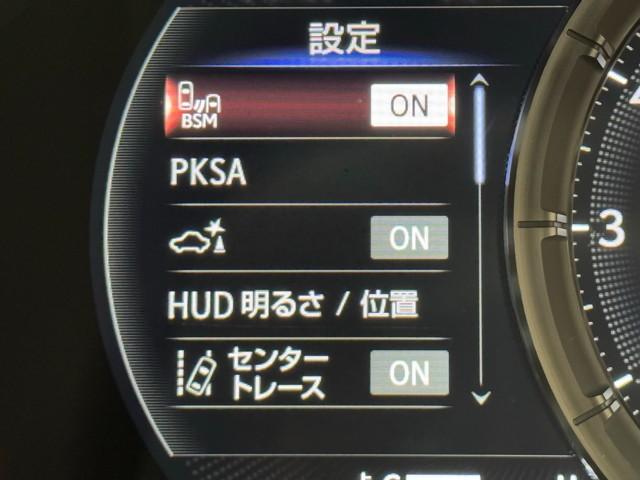 設定
BSM ON
PKSA
ON
HUD 明るさ / 位置
センター
トレース
ON
3